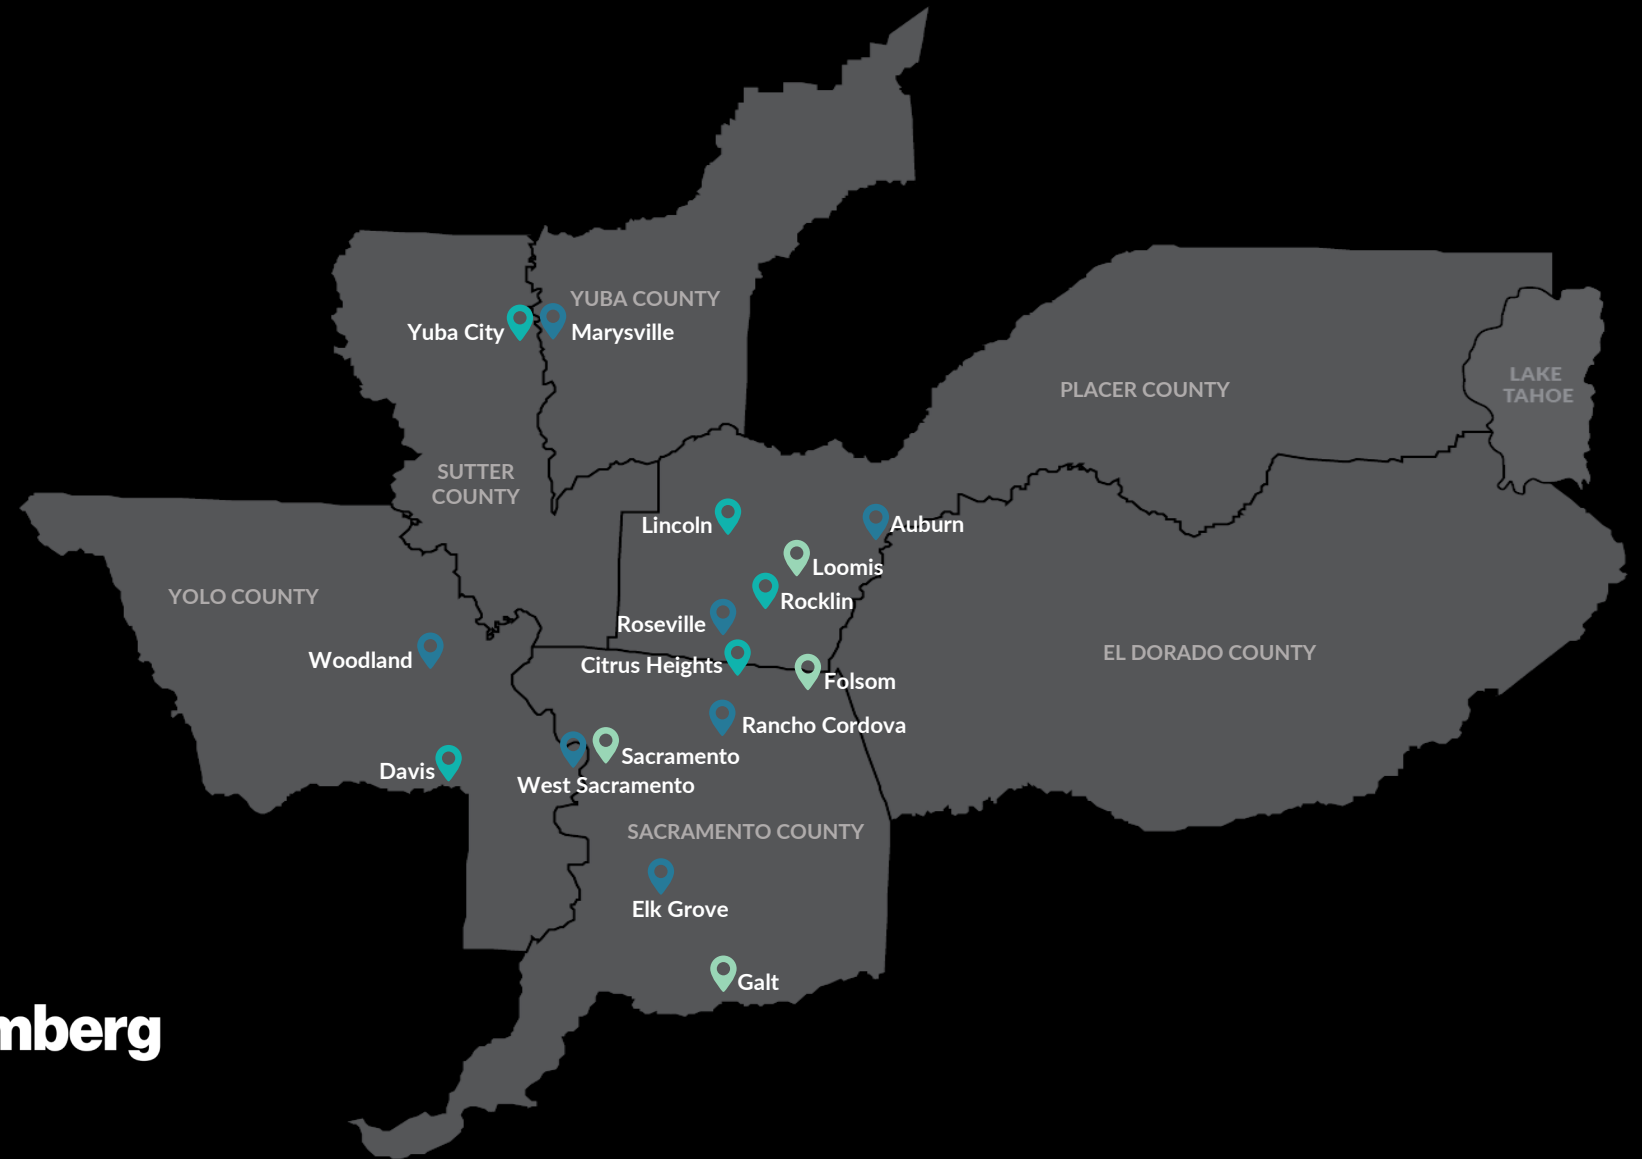 YUBA COUNTY
Yuba City
Marysville
PLACER COUNTY
LAKE
TAHOE
SUTTER
COUNTY
Lincoln
Auburn
Loomis
YOLO COUNTY
Rocklin
Roseville
Woodland
Citrus Heights
EL DORADO COUNTY
Folsom
Rancho Cordova
Sacramento
Davis
West Sacramento
SACRAMENTO COUNTY
Elk Grove
Galt
mberg